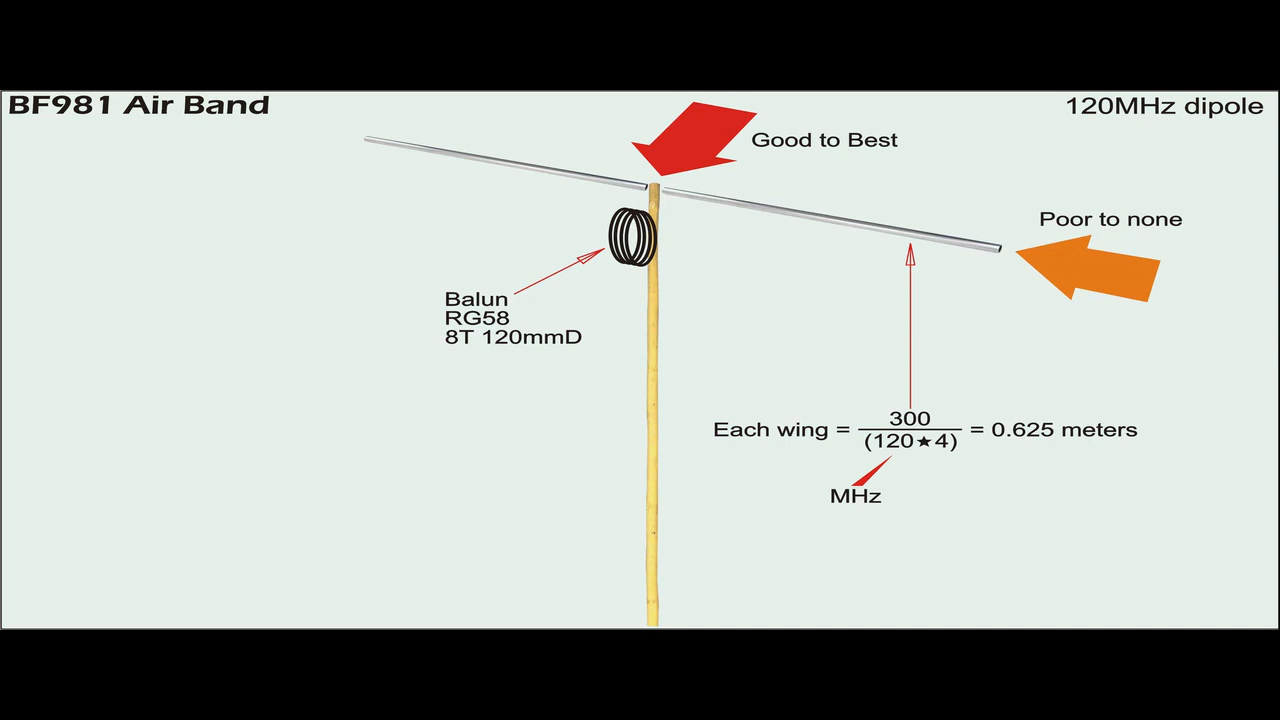 BF981 Air Band
120MHz dipole
Good to Best
Poor to none
Balun
RG58
8T 120mmD
Each wing = 300 / (120★4) = 0.625 meters
MHz